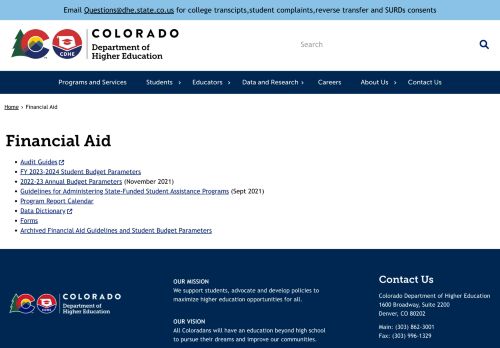 Email Questions@dhe.state.co.us for college transcipts,student complaints,reverse transfer and SURDs consents
COLORADO
Department of
Higher Education
CDHE
Search
Programs and Services
Students
Educators
Data and Research
Careers
About Us
Contact Us
Home › Financial Aid
Financial Aid
Audit Guides
FY 2023-2024 Student Budget Parameters
2022-23 Annual Budget Parameters (November 2021)
Guidelines for Administering State-Funded Student Assistance Programs (Sept 2021)
Program Report Calendar
Data Dictionary
Forms
Archived Financial Aid Guidelines and Student Budget Parameters
COLORADO
Department of
Higher Education
CDHE
OUR MISSION
We support students, advocate and develop policies to
maximize higher education opportunities for all.
OUR VISION
All Coloradans will have an education beyond high school
to pursue their dreams and improve our communities.
Contact Us
Colorado Department of Higher Education
1600 Broadway, Suite 2200
Denver, CO 80202
Main: (303) 862-3001
Fax: (303) 996-1329